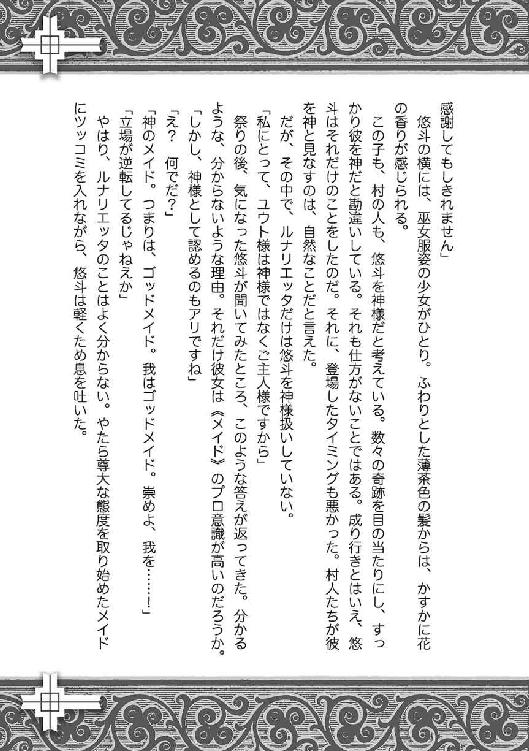 感謝してもしきれません」
　悠斗の横には、巫女服姿の少女がひとり。ふわりとした薄茶色の髪からは、かすかに花
の香りが感じられる。
　この子も、村の人も、悠斗を神様だと考えている。数々の奇跡を目の当たりにし、すっ
かり彼を神だと勘違いしている。それも仕方がないことではある。成り行きとはいえ、悠
斗はそれだけのことをしたのだ。それに、登場したタイミングも悪かった。村人たちが彼
を神と見なすのは、自然なことだと言えた。
　だが、その中で、ルナリエッタだけは悠斗を神様扱いしていない。
「私にとって、ユウト様は神様ではなくご主人様ですから」
　祭りの後、気になった悠斗が聞いてみたところ、このような答えが返ってきた。分かる
ような、分からないような理由。それだけ彼女は《メイド》のプロ意識が高いのだろうか。
「しかし、神様として認めるのもアリですね」
「え？　何でだ？」
「神のメイド。つまりは、ゴッドメイド。我はゴッドメイド。崇めよ、我を……！」
「立場が逆転してるじゃねえか」
　やはり、ルナリエッタのことはよく分からない。やたら尊大な態度を取り始めたメイド
にツッコミを入れながら、悠斗は軽くため息を吐いた。